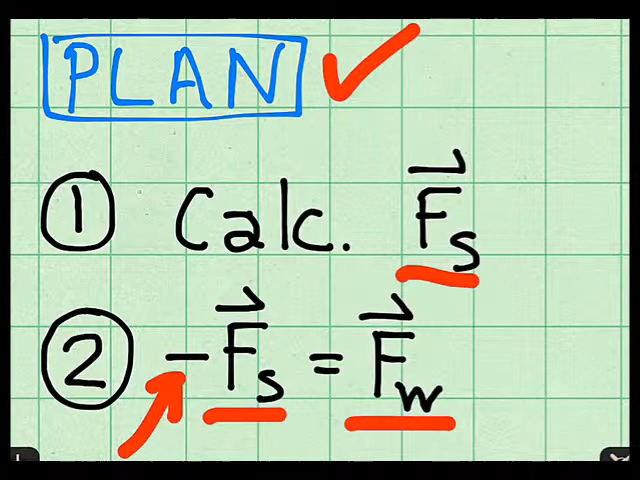 PLAN ✓
① Calc. F⃗ₛ
② −F⃗ₛ = F⃗w